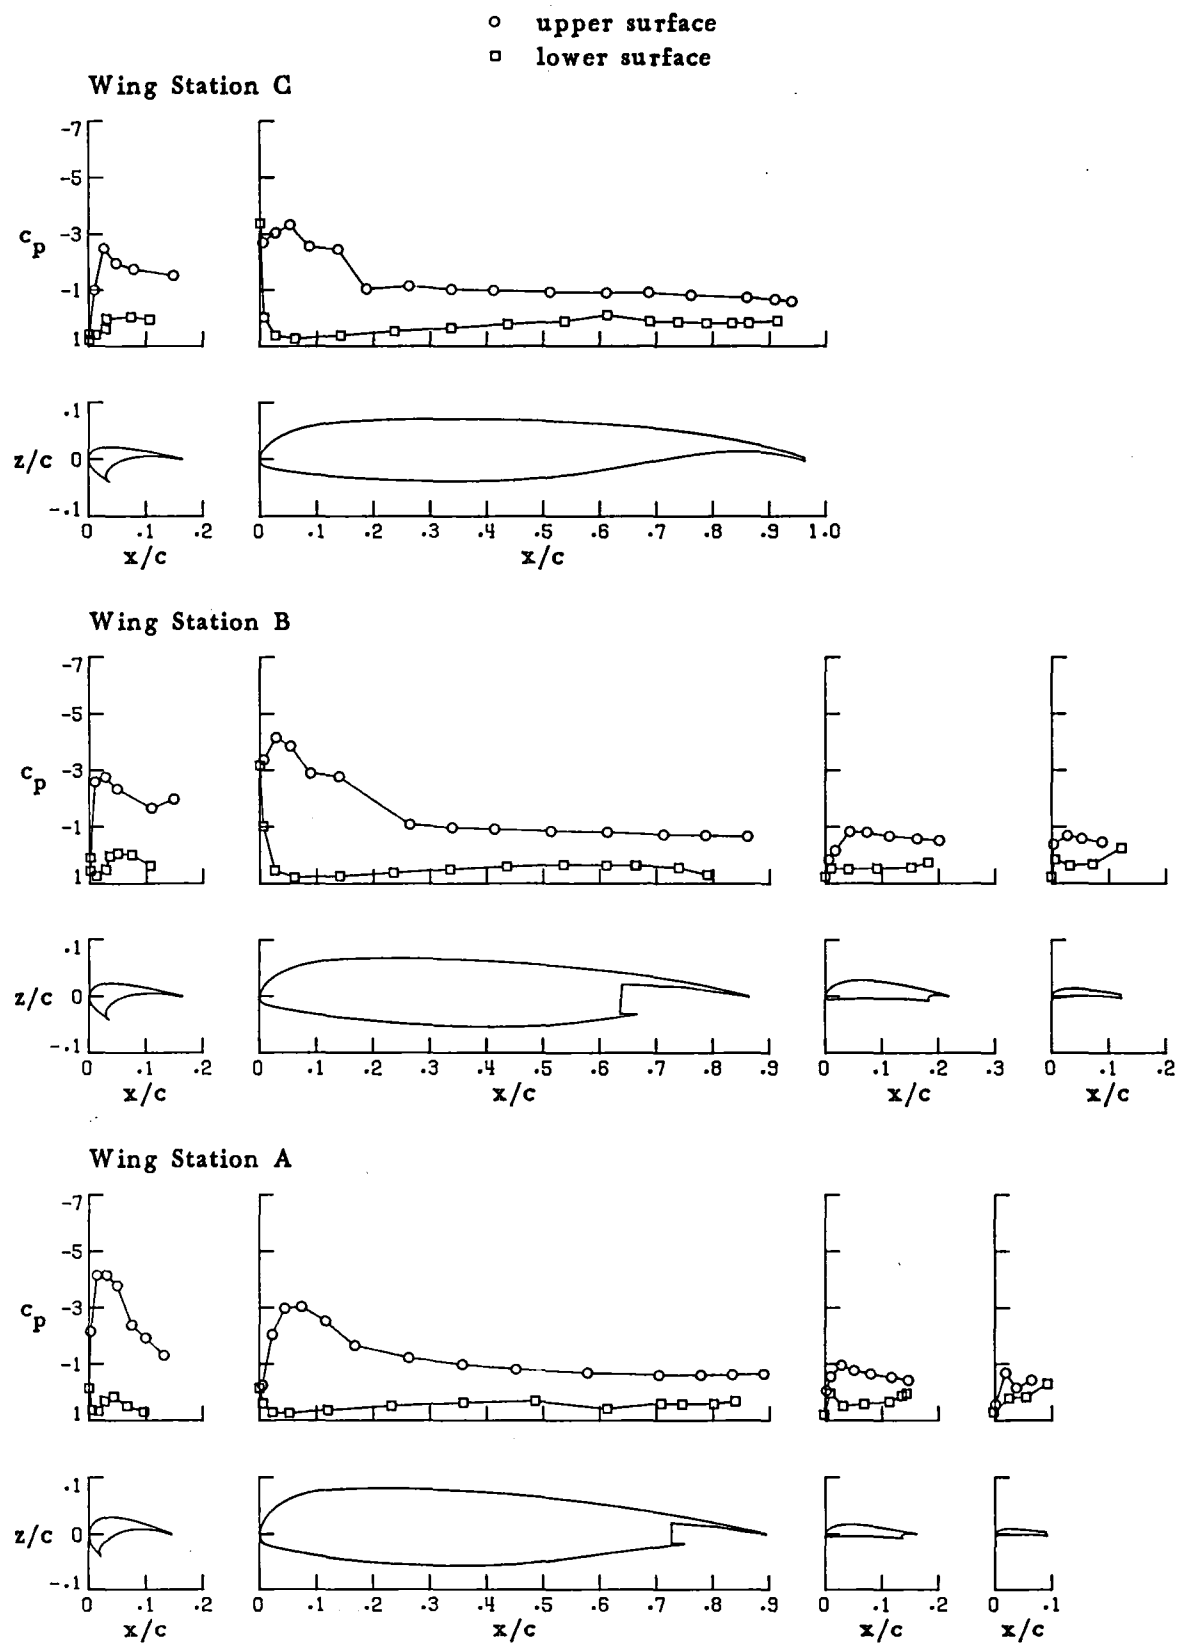 upper surface
lower surface
Wing Station C
-7
-5
-3
-1
1
c_p
.1
0
-.1
z/c
0 .1 .2
x/c
0 .1 .2 .3 .4 .5 .6 .7 .8 .9 1.0
x/c
Wing Station B
-7
-5
-3
-1
1
c_p
.1
0
-.1
z/c
0 .1 .2
x/c
0 .1 .2 .3 .4 .5 .6 .7 .8 .9
x/c
0 .1 .2 .3
x/c
0 .1 .2
x/c
Wing Station A
-7
-5
-3
-1
1
c_p
.1
0
-.1
z/c
0 .1 .2
x/c
0 .1 .2 .3 .4 .5 .6 .7 .8 .9
x/c
0 .1 .2
x/c
0 .1
x/c